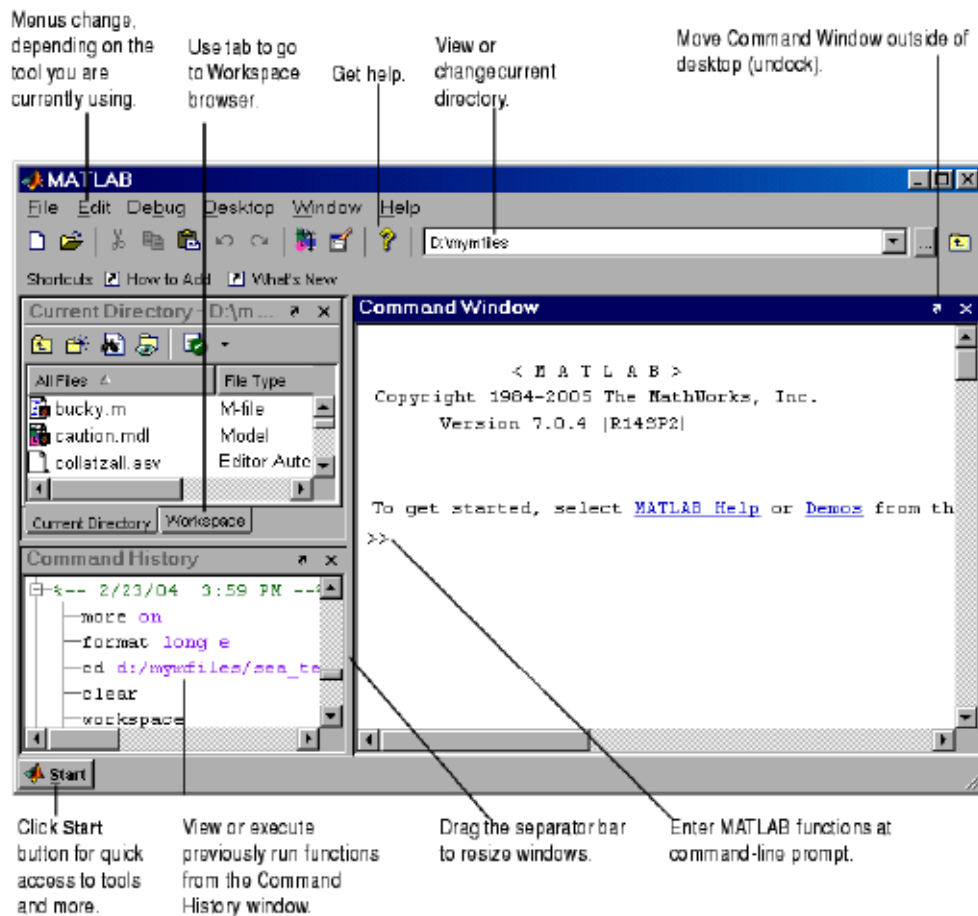 Menus change,
depending on the
tool you are
currently using.
Use tab to go
to Workspace
browser.
Get help.
View or
changecurrent
directory.
Move Command Window outside of
desktop (undock).
MATLAB
File Edit Debug Desktop Window Help
D:\mymfiles
...
Shortcuts How to Add What's New
Current Directory - D:\m ...
All Files File Type
bucky.m M-file
caution.mdl Model
collatzall.asv Editor Auto
Current Directory Workspace
Command History
%-- 2/23/04 3:59 PM --%
more on
format long e
cd d:/mymfiles/sea_te
clear
workspace
Command Window
< M A T L A B >
Copyright 1984-2005 The MathWorks, Inc.
Version 7.0.4 |R14SP2|
To get started, select MATLAB Help or Demos from th
>>
Start
Click Start
button for quick
access to tools
and more.
View or execute
previously run functions
from the Command
History window.
Drag the separator bar
to resize windows.
Enter MATLAB functions at
command-line prompt.